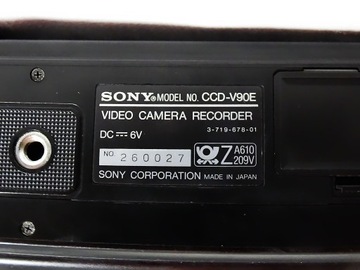 SONY® MODEL NO. CCD-V90E
VIDEO CAMERA RECORDER
3-719-678-01
DC ⎓ 6V
NO. 260027
Z A610
209V
SONY CORPORATION MADE IN JAPAN